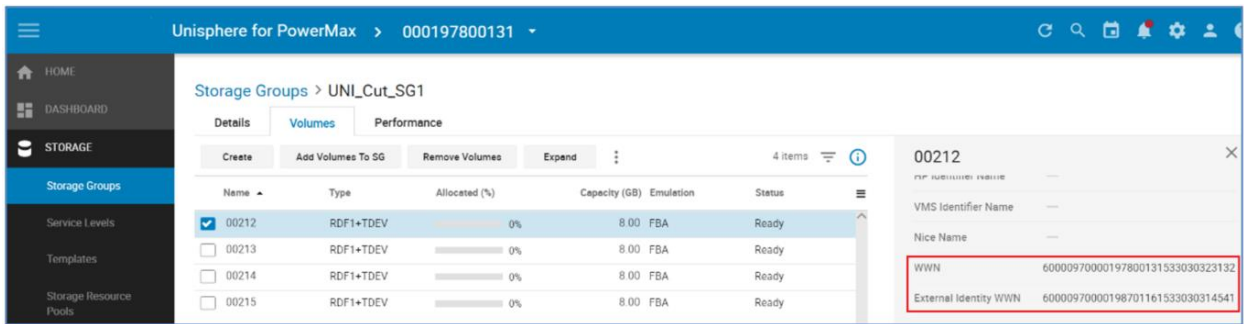 Unisphere for PowerMax > 000197800131
HOME
DASHBOARD
STORAGE
Storage Groups
Service Levels
Templates
Storage Resource
Pools
Storage Groups > UNI_Cut_SG1
Details Volumes Performance
Create Add Volumes To SG Remove Volumes Expand 4 items
Name Type Allocated (%) Capacity (GB) Emulation Status
00212 RDF1+TDEV 0% 8.00 FBA Ready
00213 RDF1+TDEV 0% 8.00 FBA Ready
00214 RDF1+TDEV 0% 8.00 FBA Ready
00215 RDF1+TDEV 0% 8.00 FBA Ready
00212
HP Identifier Name —
VMS Identifier Name —
Nice Name —
WWN 60000970000197800131533030323132
External Identity WWN 60000970000198701161533030314541